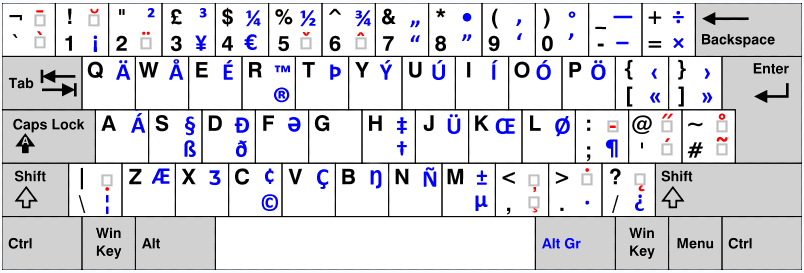 ¬ ! " ² £ ³ $ ¼ % ½ ^ ¾ & „ * • ( ‚ ) ° _ — + ÷
` 1 ¡ 2 3 ¥ 4 € 5 6 7 “ 8 ” 9 ‘ 0 ’ - – = × Backspace
Tab Q Ä W Å E É R ™ T Þ Y Ý U Ú I Í O Ó P Ö { ‹ } › Enter
® [ « ] »
Caps Lock A Á S § D Ð F Ə G H ‡ J Ü K Œ L Ø : @ ~
A ß ð † ; ¶ ' #
Shift | Z Æ X Ʒ C ¢ V Ç B Ŋ N Ñ M ± < > ? Shift
\ ¦ © µ , . · / ¿
Ctrl Win Key Alt Alt Gr Win Key Menu Ctrl